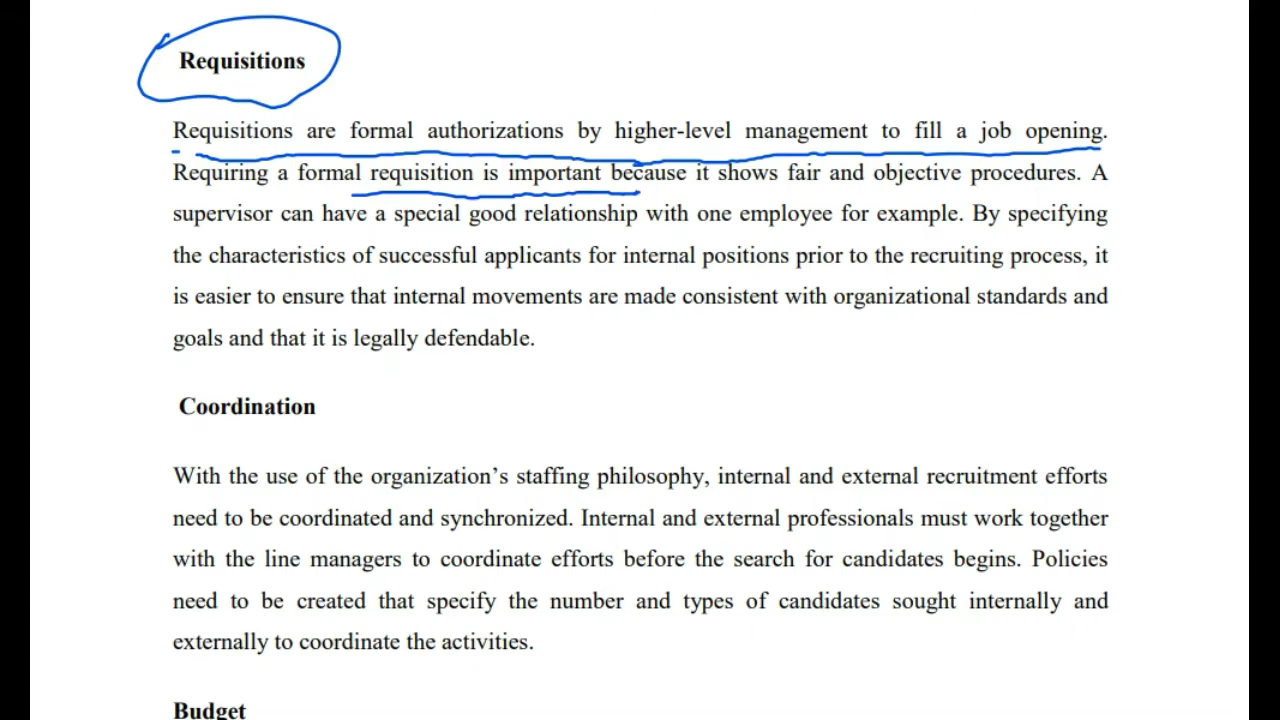 Requisitions
Requisitions are formal authorizations by higher-level management to fill a job opening.
Requiring a formal requisition is important because it shows fair and objective procedures. A
supervisor can have a special good relationship with one employee for example. By specifying
the characteristics of successful applicants for internal positions prior to the recruiting process, it
is easier to ensure that internal movements are made consistent with organizational standards and
goals and that it is legally defendable.
Coordination
With the use of the organization’s staffing philosophy, internal and external recruitment efforts
need to be coordinated and synchronized. Internal and external professionals must work together
with the line managers to coordinate efforts before the search for candidates begins. Policies
need to be created that specify the number and types of candidates sought internally and
externally to coordinate the activities.
Budget